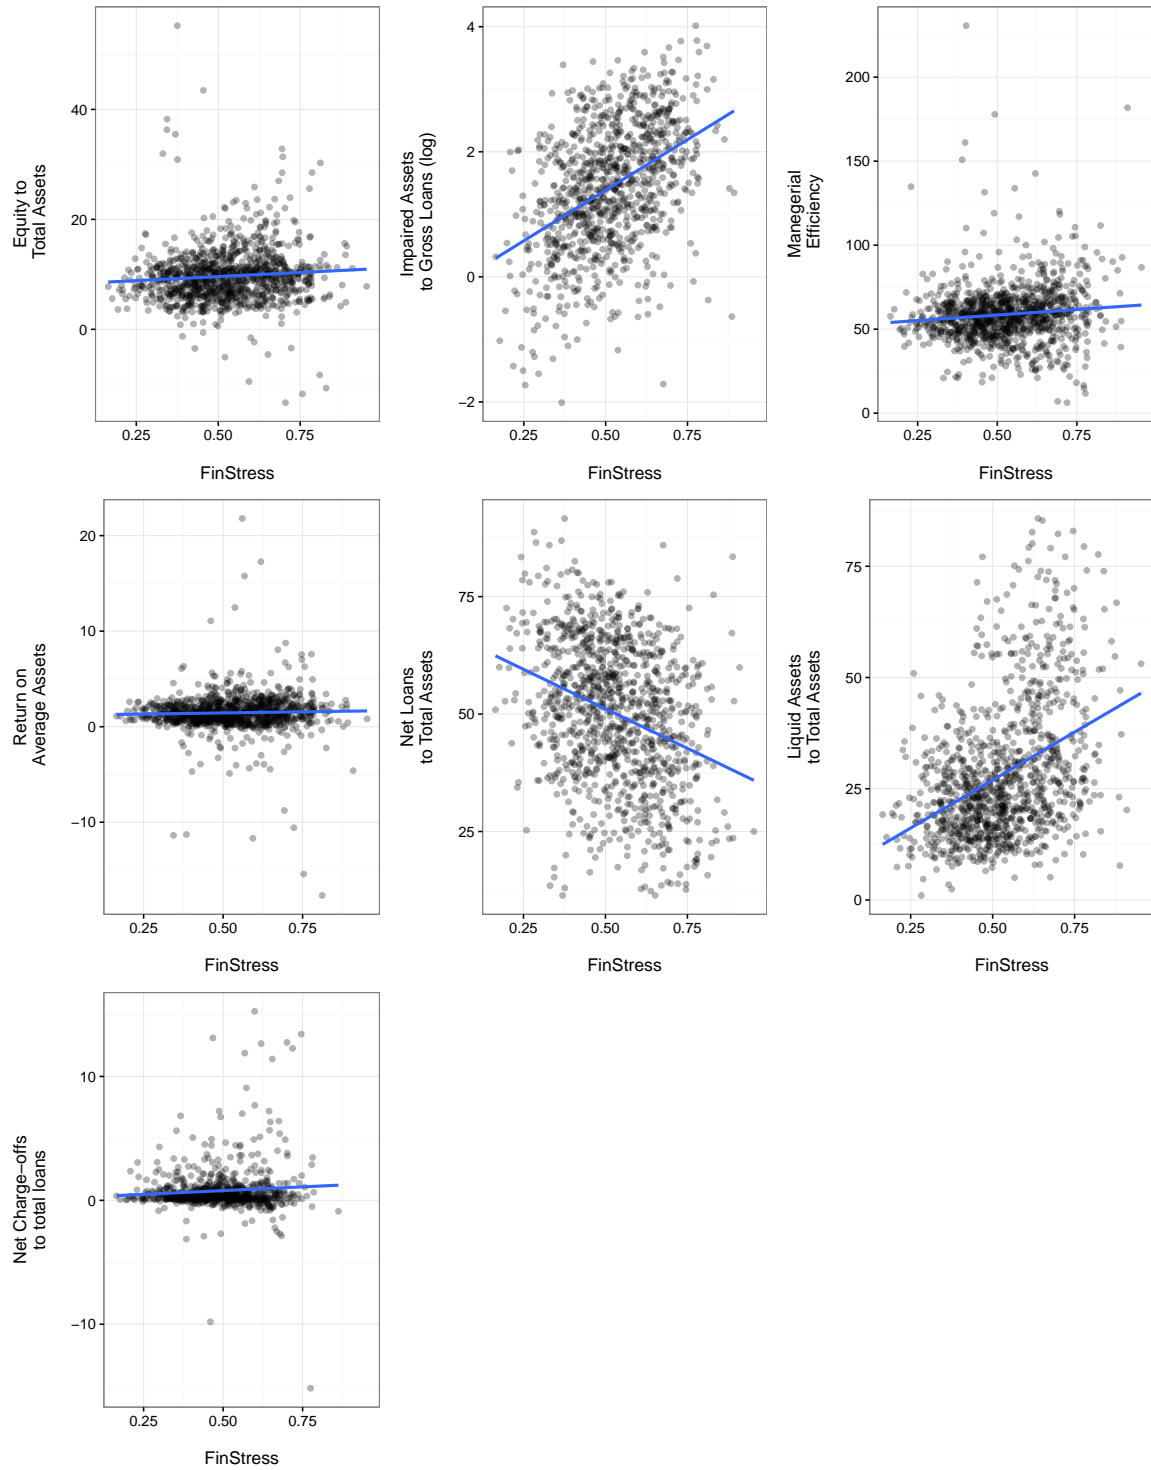 Equity to
Total Assets
40
20
0
0.25 0.50 0.75
FinStress
Impaired Assets
to Gross Loans (log)
4
2
0
−2
0.25 0.50 0.75
FinStress
Manegerial
Efficiency
200
150
100
50
0
0.25 0.50 0.75
FinStress
Return on
Average Assets
20
10
0
−10
0.25 0.50 0.75
FinStress
Net Loans
to Total Assets
75
50
25
0.25 0.50 0.75
FinStress
Liquid Assets
to Total Assets
75
50
25
0
0.25 0.50 0.75
FinStress
Net Charge−offs
to total loans
10
0
−10
0.25 0.50 0.75
FinStress